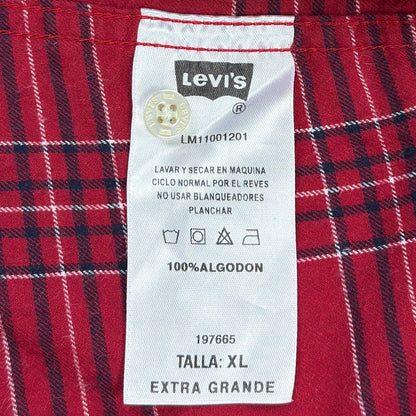 LEVI'S
®
LM11001201
LAVAR Y SECAR EN MAQUINA
CICLO NORMAL POR EL REVES
NO USAR BLANQUEADORES
PLANCHAR
100%ALGODON
197665
TALLA: XL
EXTRA GRANDE